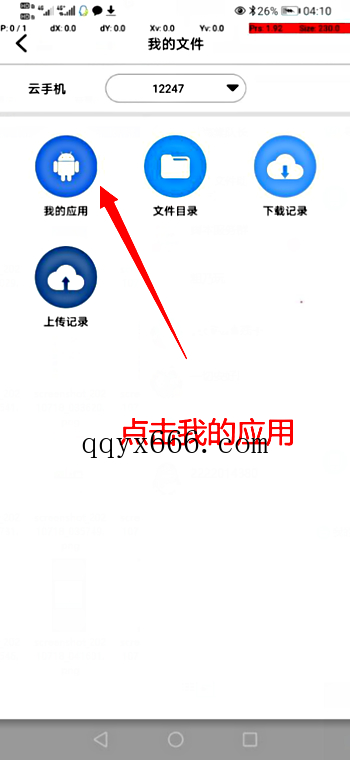 26% 04:10
P: 0 / 1 dX: 0.0 dY: 0.0 Xv: 0.0 Yv: 0.0 Prs: 1.92 Size: 330.0
我的文件
云手机 12247
我的应用 文件目录 下载记录
上传记录
点击我的应用
qqyx666.com